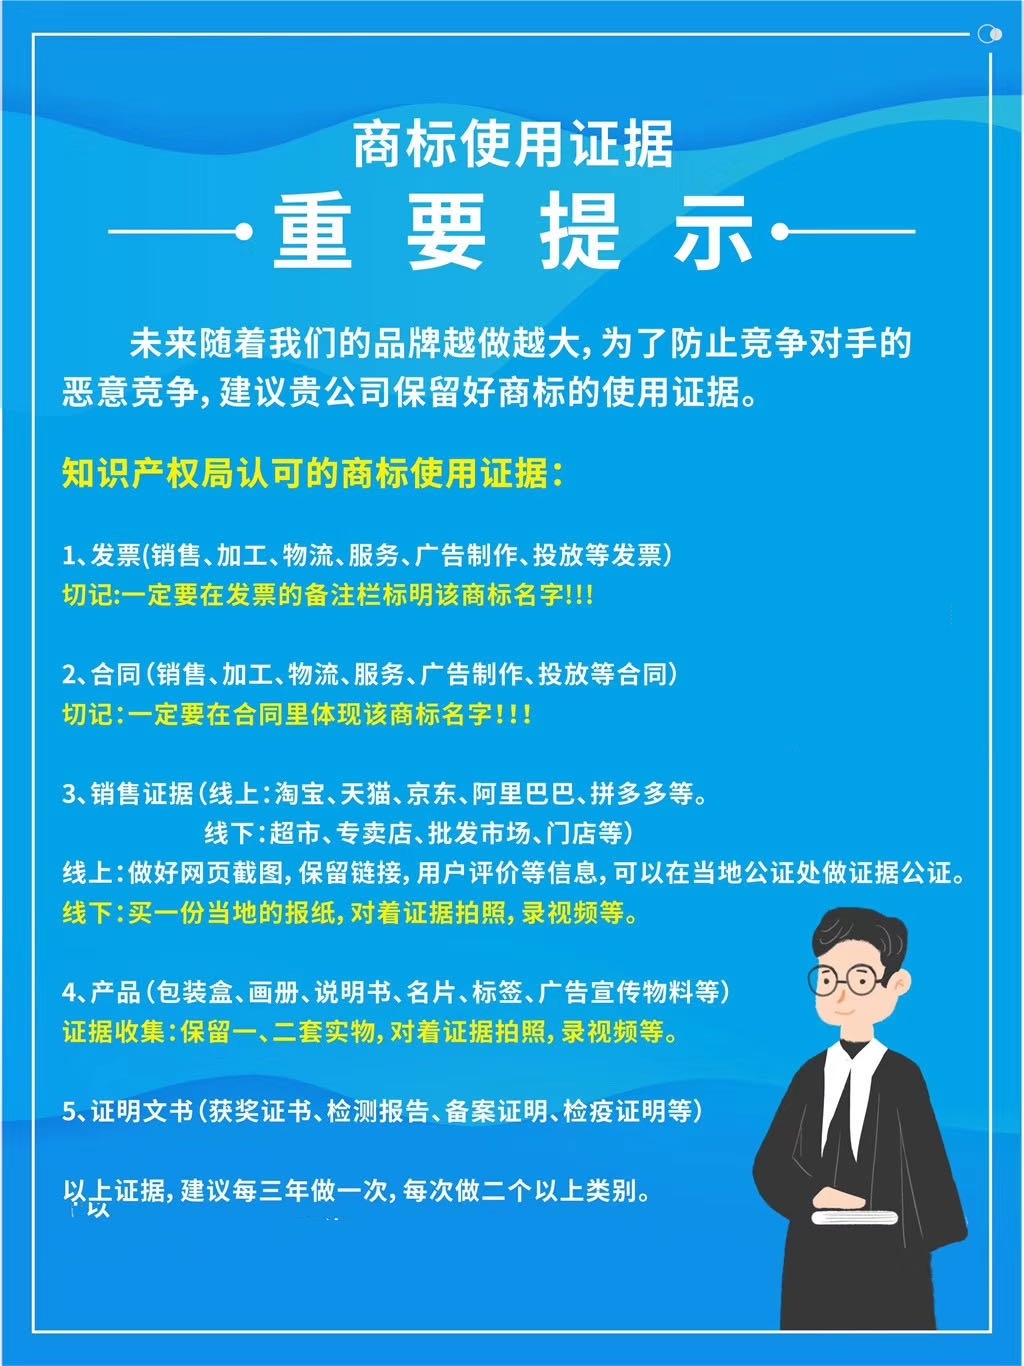 商标使用证据
重要提示
未来随着我们的品牌越做越大,为了防止竞争对手的
恶意竞争,建议贵公司保留好商标的使用证据。
知识产权局认可的商标使用证据：
1、发票(销售、加工、物流、服务、广告制作、投放等发票）
切记:一定要在发票的备注栏标明该商标名字!!!
2、合同（销售、加工、物流、服务、广告制作、投放等合同）
切记：一定要在合同里体现该商标名字！！！
3、销售证据（线上：淘宝、天猫、京东、阿里巴巴、拼多多等。
线下：超市、专卖店、批发市场、门店等）
线上：做好网页截图,保留链接,用户评价等信息,可以在当地公证处做证据公证。
线下：买一份当地的报纸,对着证据拍照,录视频等。
4、产品（包装盒、画册、说明书、名片、标签、广告宣传物料等）
证据收集：保留一、二套实物,对着证据拍照,录视频等。
5、证明文书（获奖证书、检测报告、备案证明、检疫证明等）
以上证据,建议每三年做一次,每次做二个以上类别。